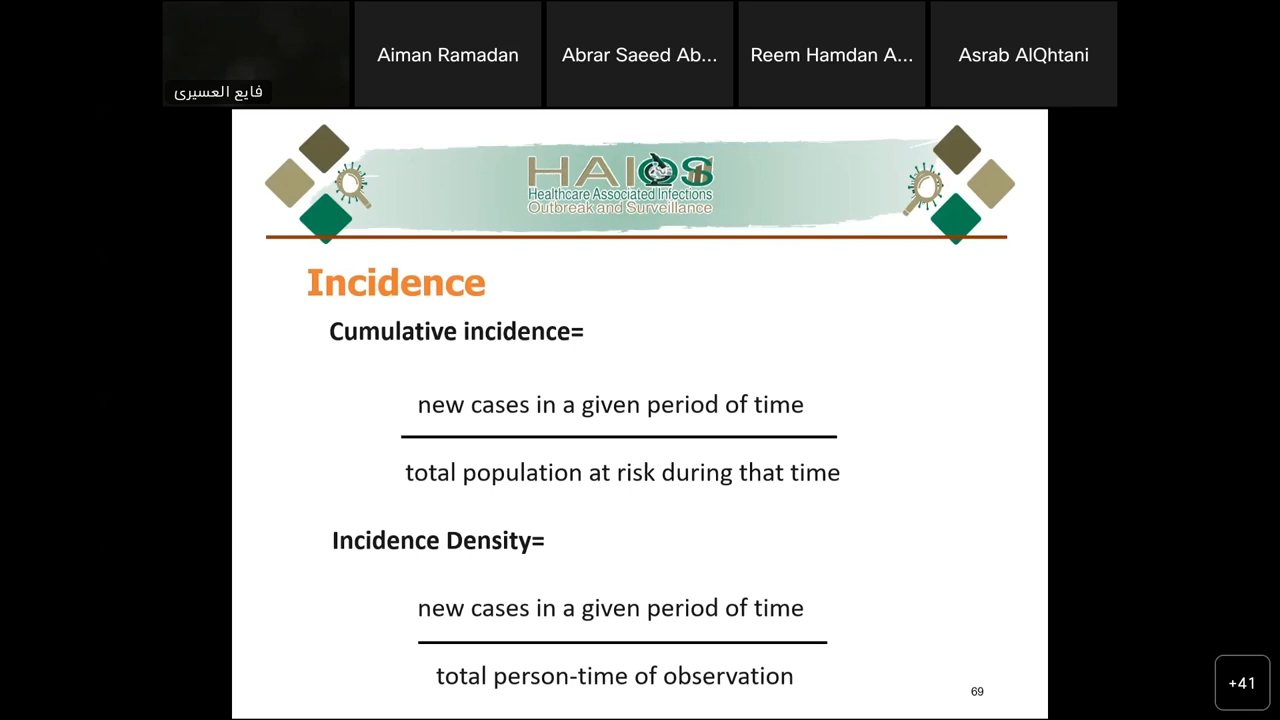 Aiman Ramadan
Abrar Saeed Ab...
Reem Hamdan A...
Asrab AlQhtani
فايع العسيرى
HAIOS
Healthcare Associated Infections
Outbreak and Surveillance
Incidence
Cumulative incidence=
new cases in a given period of time
total population at risk during that time
Incidence Density=
new cases in a given period of time
total person-time of observation
69
+41